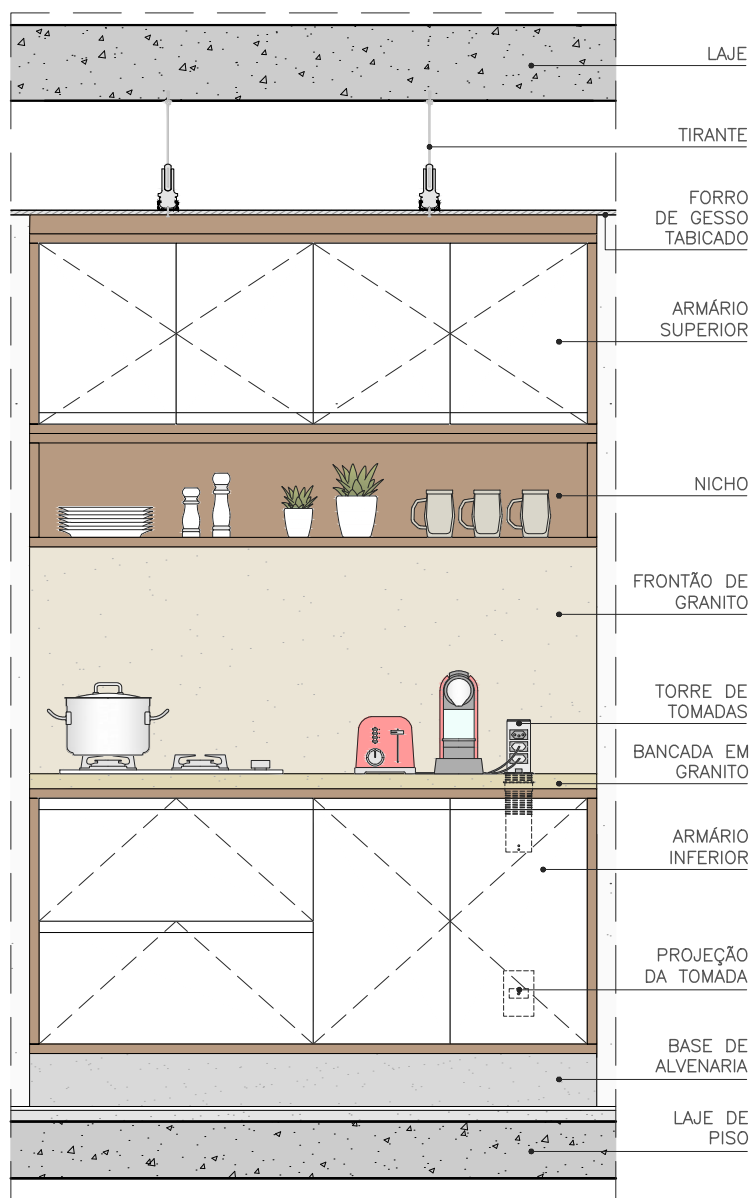 LAJE
TIRANTE
FORRO
DE GESSO
TABICADO
ARMÁRIO
SUPERIOR
NICHO
FRONTÃO DE
GRANITO
TORRE DE
TOMADAS
BANCADA EM
GRANITO
ARMÁRIO
INFERIOR
PROJEÇÃO
DA TOMADA
BASE DE
ALVENARIA
LAJE DE
PISO